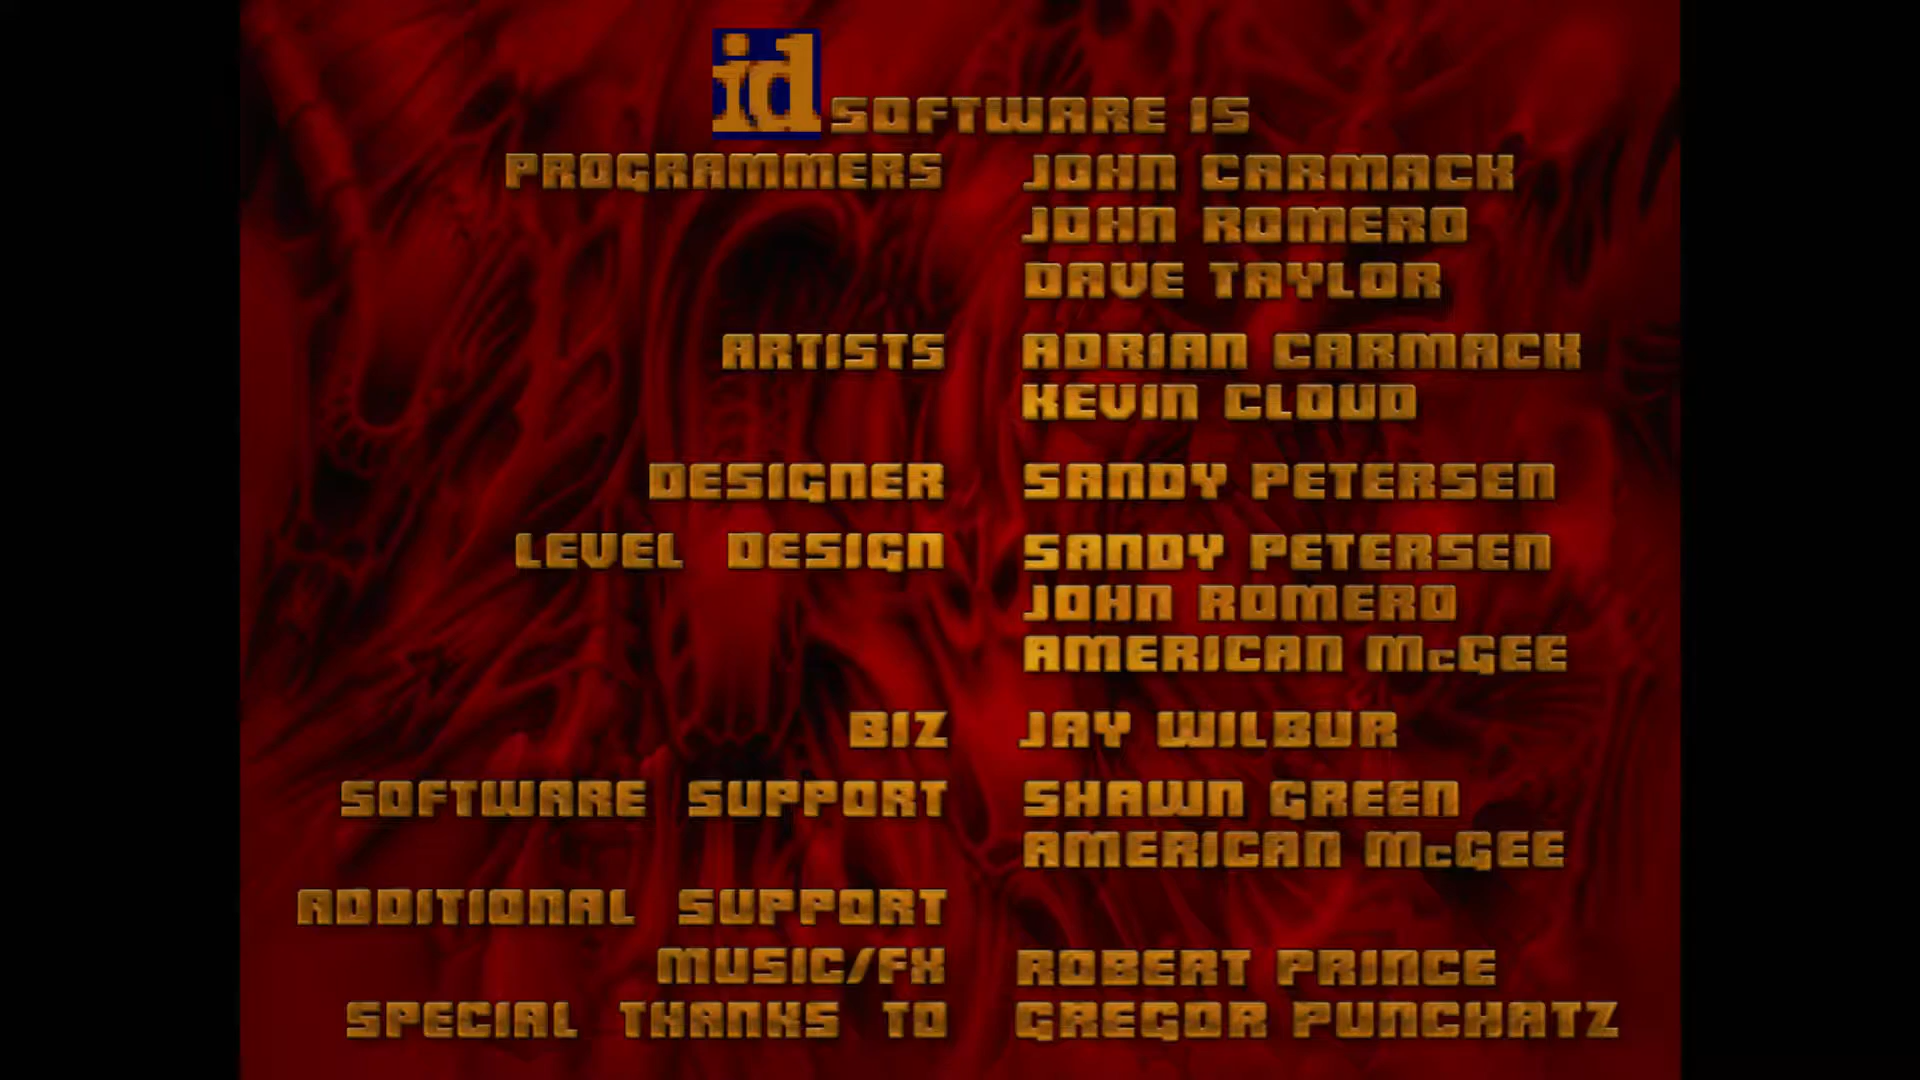 id SOFTWARE IS
PROGRAMMERS JOHN CARMACK
JOHN ROMERO
DAVE TAYLOR
ARTISTS ADRIAN CARMACK
KEVIN CLOUD
DESIGNER SANDY PETERSEN
LEVEL DESIGN SANDY PETERSEN
JOHN ROMERO
AMERICAN McGEE
BIZ JAY WILBUR
SOFTWARE SUPPORT SHAWN GREEN
AMERICAN McGEE
ADDITIONAL SUPPORT
MUSIC/FX ROBERT PRINCE
SPECIAL THANKS TO GREGOR PUNCHATZ